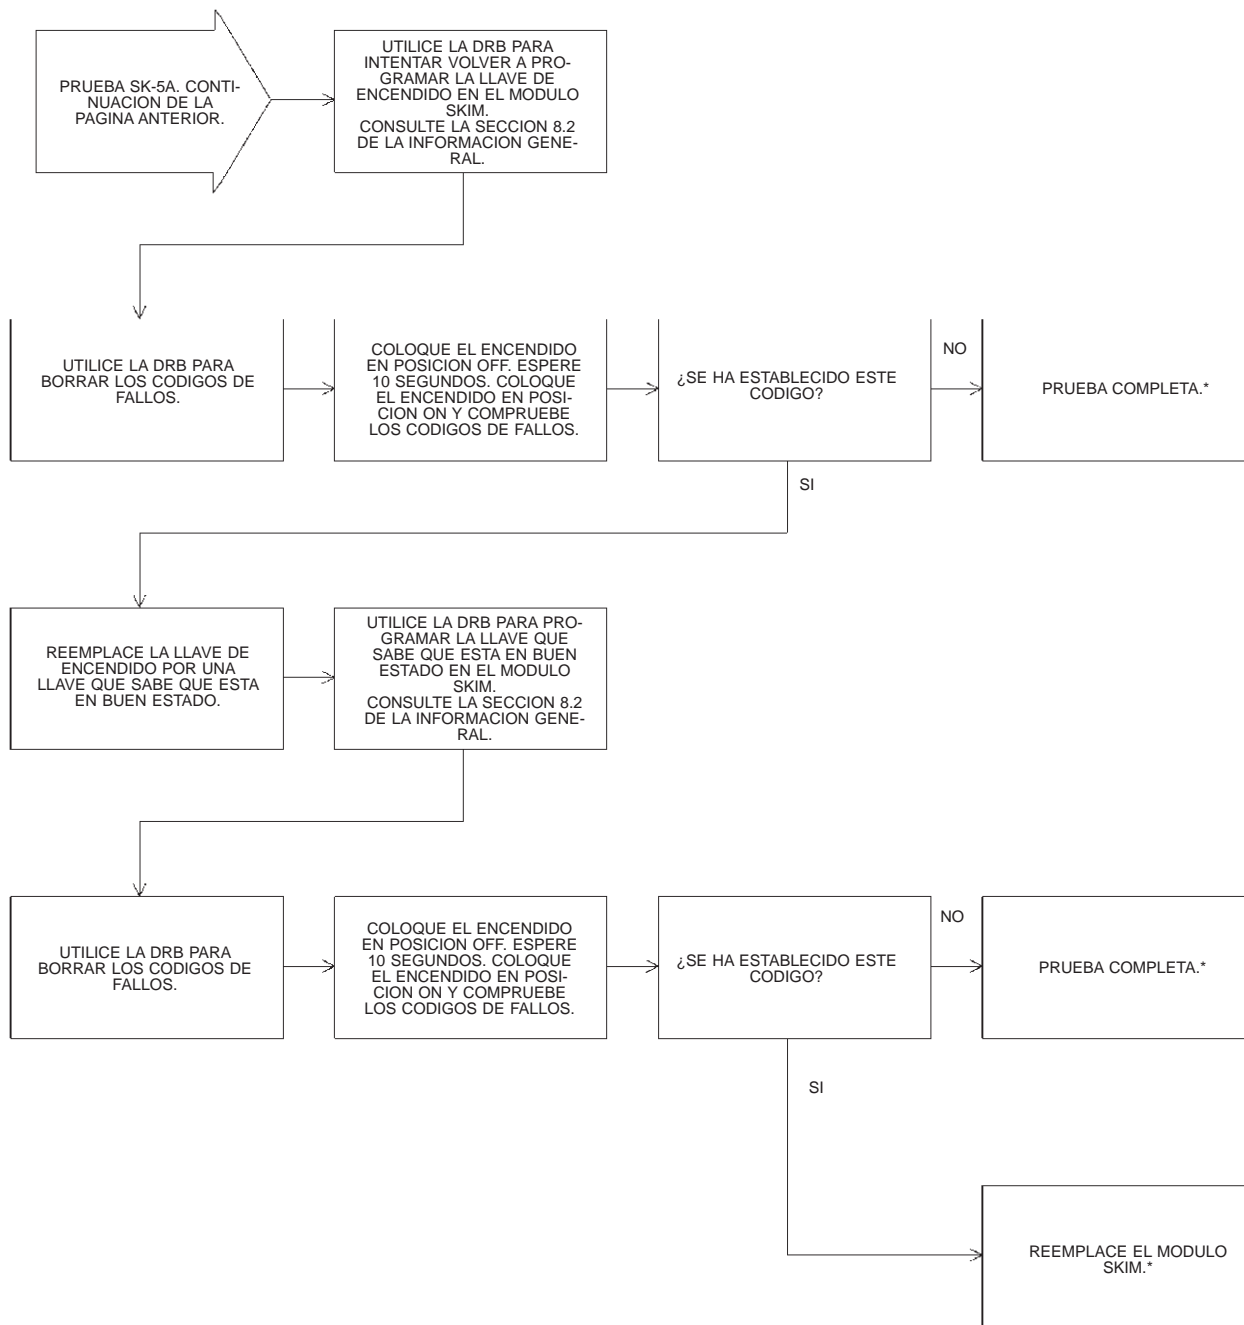 PRUEBA SK-5A. CONTI-
NUACION DE LA
PAGINA ANTERIOR.
UTILICE LA DRB PARA
INTENTAR VOLVER A PRO-
GRAMAR LA LLAVE DE
ENCENDIDO EN EL MODULO
SKIM.
CONSULTE LA SECCION 8.2
DE LA INFORMACION GENE-
RAL.
UTILICE LA DRB PARA
BORRAR LOS CODIGOS DE
FALLOS.
COLOQUE EL ENCENDIDO
EN POSICION OFF. ESPERE
10 SEGUNDOS. COLOQUE
EL ENCENDIDO EN POSI-
CION ON Y COMPRUEBE
LOS CODIGOS DE FALLOS.
¿SE HA ESTABLECIDO ESTE
CODIGO?
NO
PRUEBA COMPLETA.*
SI
REEMPLACE LA LLAVE DE
ENCENDIDO POR UNA
LLAVE QUE SABE QUE ESTA
EN BUEN ESTADO.
UTILICE LA DRB PARA PRO-
GRAMAR LA LLAVE QUE
SABE QUE ESTA EN BUEN
ESTADO EN EL MODULO
SKIM.
CONSULTE LA SECCION 8.2
DE LA INFORMACION GENE-
RAL.
UTILICE LA DRB PARA
BORRAR LOS CODIGOS DE
FALLOS.
COLOQUE EL ENCENDIDO
EN POSICION OFF. ESPERE
10 SEGUNDOS. COLOQUE
EL ENCENDIDO EN POSI-
CION ON Y COMPRUEBE
LOS CODIGOS DE FALLOS.
¿SE HA ESTABLECIDO ESTE
CODIGO?
NO
PRUEBA COMPLETA.*
SI
REEMPLACE EL MODULO
SKIM.*